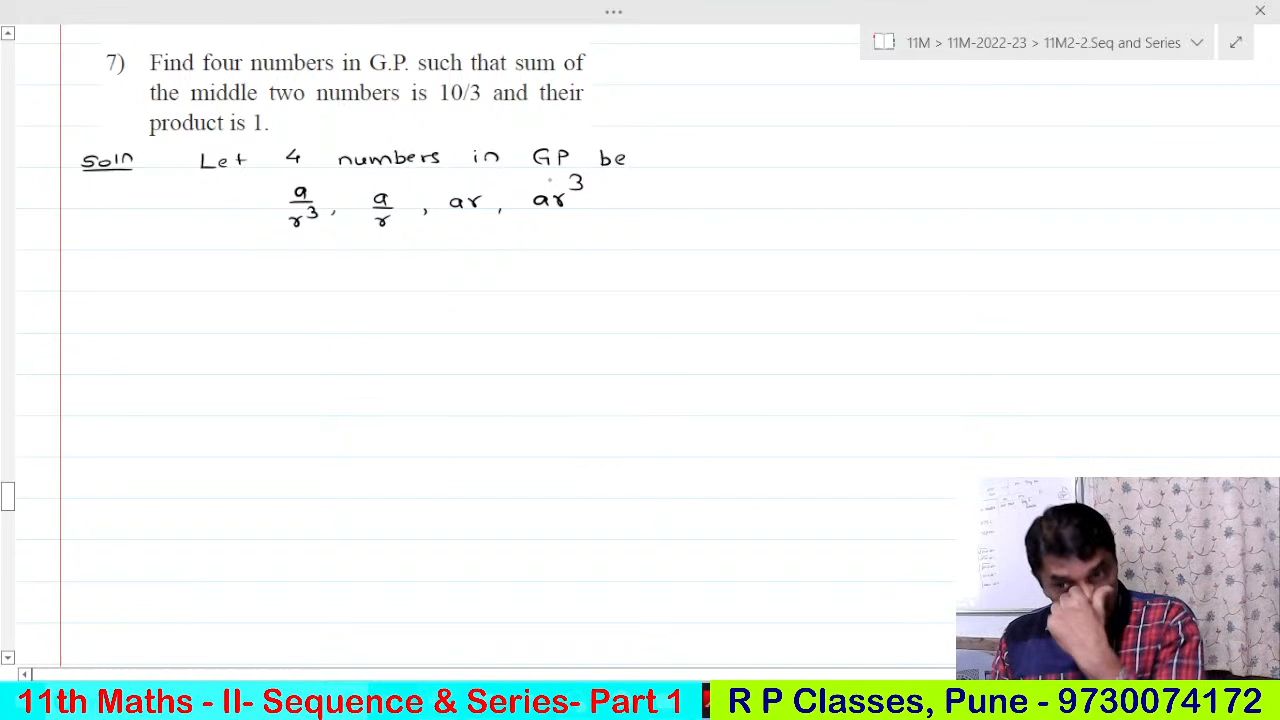 11M > 11M-2022-23 > 11M2-2.Seq and Series
7) Find four numbers in G.P. such that sum of
the middle two numbers is 10/3 and their
product is 1.
Soln Let 4 numbers in GP be
a/r³, a/r, ar, ar³
11th Maths - II- Sequence & Series- Part 1 R P Classes, Pune - 9730074172